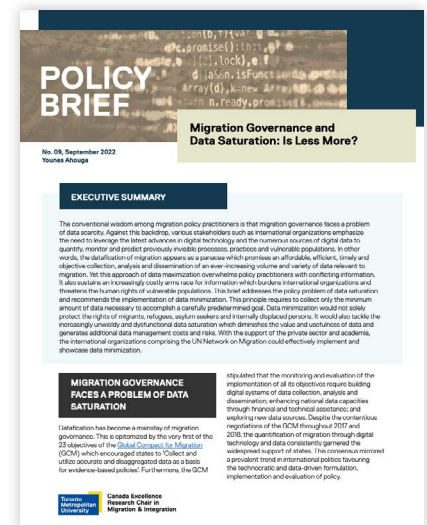 ion(b,f){var
e.promise():this,
[2].lock),e.
d |a&&n.isFunct
array(d),k=new Arr
n.ready.prom
POLICY
BRIEF
Migration Governance and
Data Saturation: Is Less More?
No. 09, September 2022
Younes Ahouga
EXECUTIVE SUMMARY
The conventional wisdom among migration policy practitioners is that migration governance faces a problem
of data scarcity. Against this backdrop, various stakeholders such as international organizations emphasize
the need to leverage the latest advances in digital technology and the numerous sources of digital data to
quantify, monitor and predict previously invisible processes, practices and vulnerable populations. In other
words, the datafication of migration appears as a panacea which promises an affordable, efficient, timely and
objective collection, analysis and dissemination of an ever-increasing volume and variety of data relevant to
migration. Yet this approach of data maximization overwhelms policy practitioners with conflicting information.
It also sustains an increasingly costly arms race for information which burdens international organizations and
threatens the human rights of vulnerable populations. This brief addresses the problem of data saturation
and recommends the implementation of data minimization. This principle requires to collect only the minimum
amount of data necessary to accomplish a carefully predetermined goal. Data minimization would not solely
protect the rights of migrants, refugees, asylum seekers and internally displaced persons. It would also tackle the
increasingly unwieldy and dysfunctional data saturation which diminishes the value and usefulness of data and
generates additional data management costs and risks. With the support of the private sector and academia,
the international organizations comprising the UN Network on Migration could effectively implement and
showcase data minimization.
MIGRATION GOVERNANCE
FACES A PROBLEM OF DATA
SATURATION
Datafication has become a mainstay of migration
governance. This is epitomized by the very first of the
23 objectives of the Global Compact for Migration
(GCM) which encouraged states to 'Collect and
utilize accurate and disaggregated data as a basis
for evidence-based policies'. Furthermore, the GCM
stipulated that the monitoring and evaluation of the
implementation of all its objectives require building
digital systems of data collection, analysis and
dissemination; enhancing national data capacities
through financial and technical assistance; and
exploring new data sources. Despite the contentious
negotiations of the GCM throughout 2017 and
2018, the quantification of migration through digital
technology and data consistently garnered the
widespread support of states. This consensus mirrored
a prevalent trend in international politics favouring
the technocratic and data-driven formulation,
implementation and evaluation of policy.
Toronto
Metropolitan
University
Canada Excellence
Research Chair in
Migration & Integration